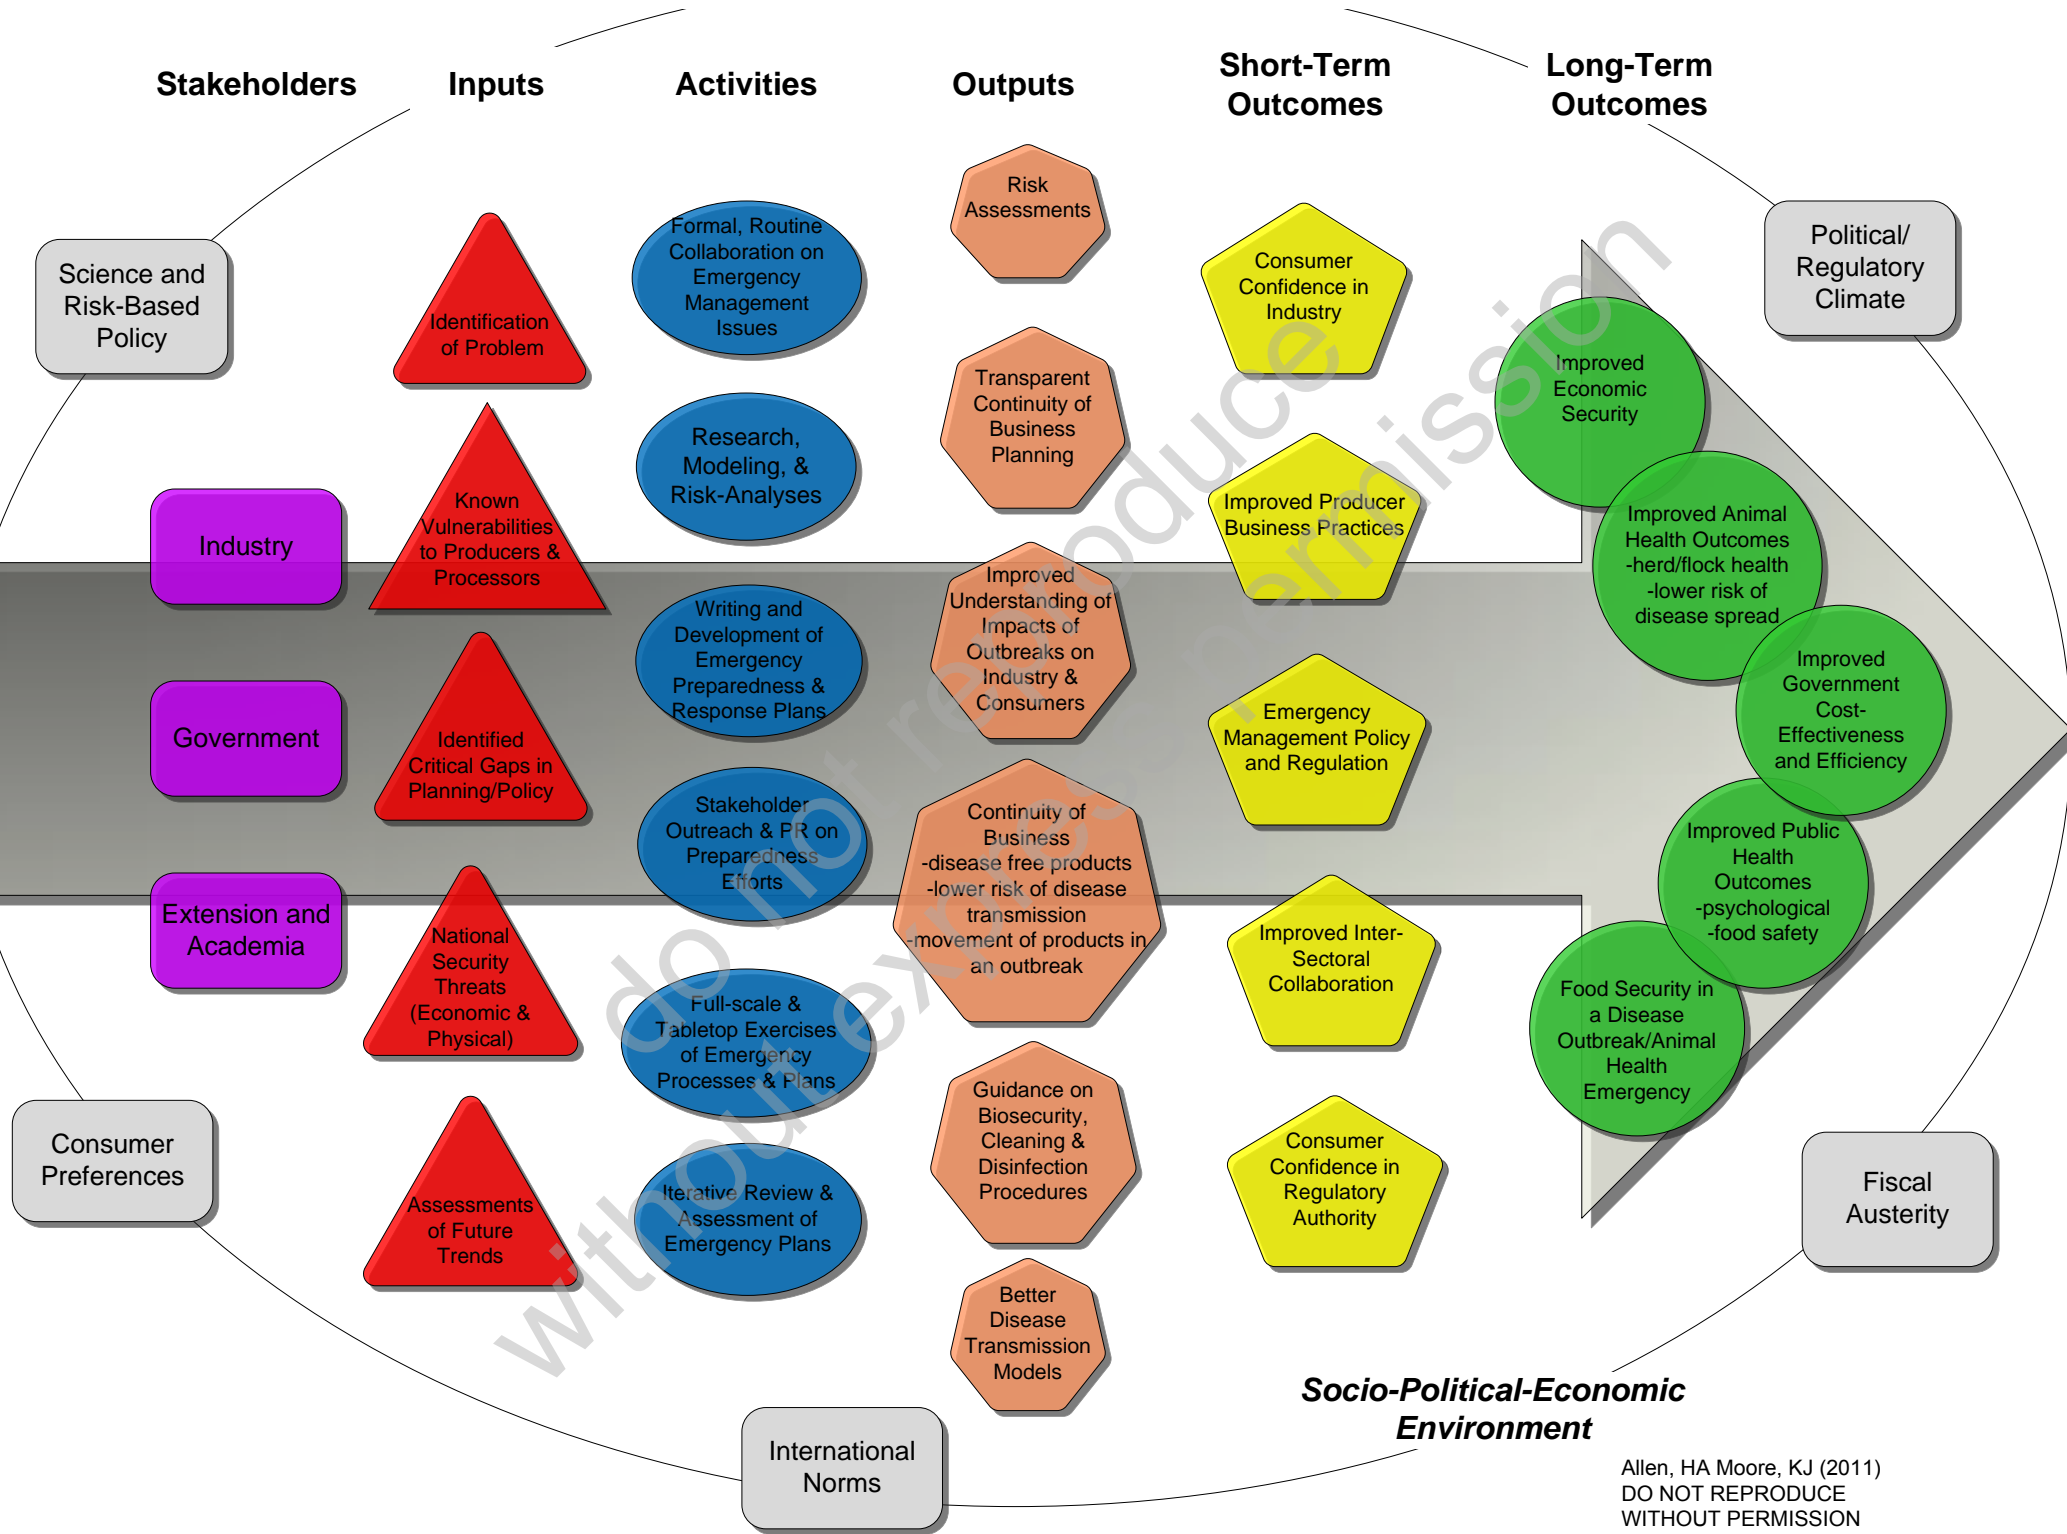 Stakeholders
Inputs
Activities
Outputs
Short-Term
Outcomes
Long-Term
Outcomes
Science and
Risk-Based
Policy
Political/
Regulatory
Climate
Consumer
Preferences
Fiscal
Austerity
International
Norms
Industry
Government
Extension and
Academia
Identification
of Problem
Known
Vulnerabilities
to Producers &
Processors
Identified
Critical Gaps in
Planning/Policy
National
Security
Threats
(Economic &
Physical)
Assessments
of Future
Trends
Formal, Routine
Collaboration on
Emergency
Management
Issues
Research,
Modeling, &
Risk-Analyses
Writing and
Development of
Emergency
Preparedness &
Response Plans
Stakeholder
Outreach & PR on
Preparedness
Efforts
Full-scale &
Tabletop Exercises
of Emergency
Processes & Plans
Iterative Review &
Assessment of
Emergency Plans
Risk
Assessments
Transparent
Continuity of
Business
Planning
Improved
Understanding of
Impacts of
Outbreaks on
Industry &
Consumers
Continuity of
Business
-disease free products
-lower risk of disease
transmission
-movement of products in
an outbreak
Guidance on
Biosecurity,
Cleaning &
Disinfection
Procedures
Better
Disease
Transmission
Models
Consumer
Confidence in
Industry
Improved Producer
Business Practices
Emergency
Management Policy
and Regulation
Improved Inter-
Sectoral
Collaboration
Consumer
Confidence in
Regulatory
Authority
Improved
Economic
Security
Improved Animal
Health Outcomes
-herd/flock health
-lower risk of
disease spread
Improved
Government
Cost-
Effectiveness
and Efficiency
Improved Public
Health
Outcomes
-psychological
-food safety
Food Security in
a Disease
Outbreak/Animal
Health
Emergency
do not reproduce
without express permission
Socio-Political-Economic
Environment
Allen, HA Moore, KJ (2011)
DO NOT REPRODUCE
WITHOUT PERMISSION